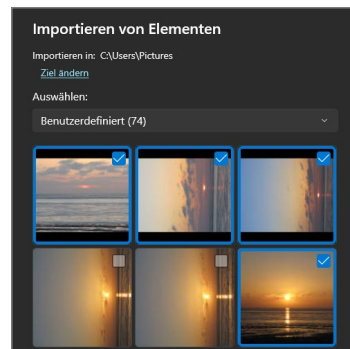 Importieren von Elementen
Importieren in: C:\Users\Pictures
Ziel ändern
Auswählen:
Benutzerdefiniert (74)